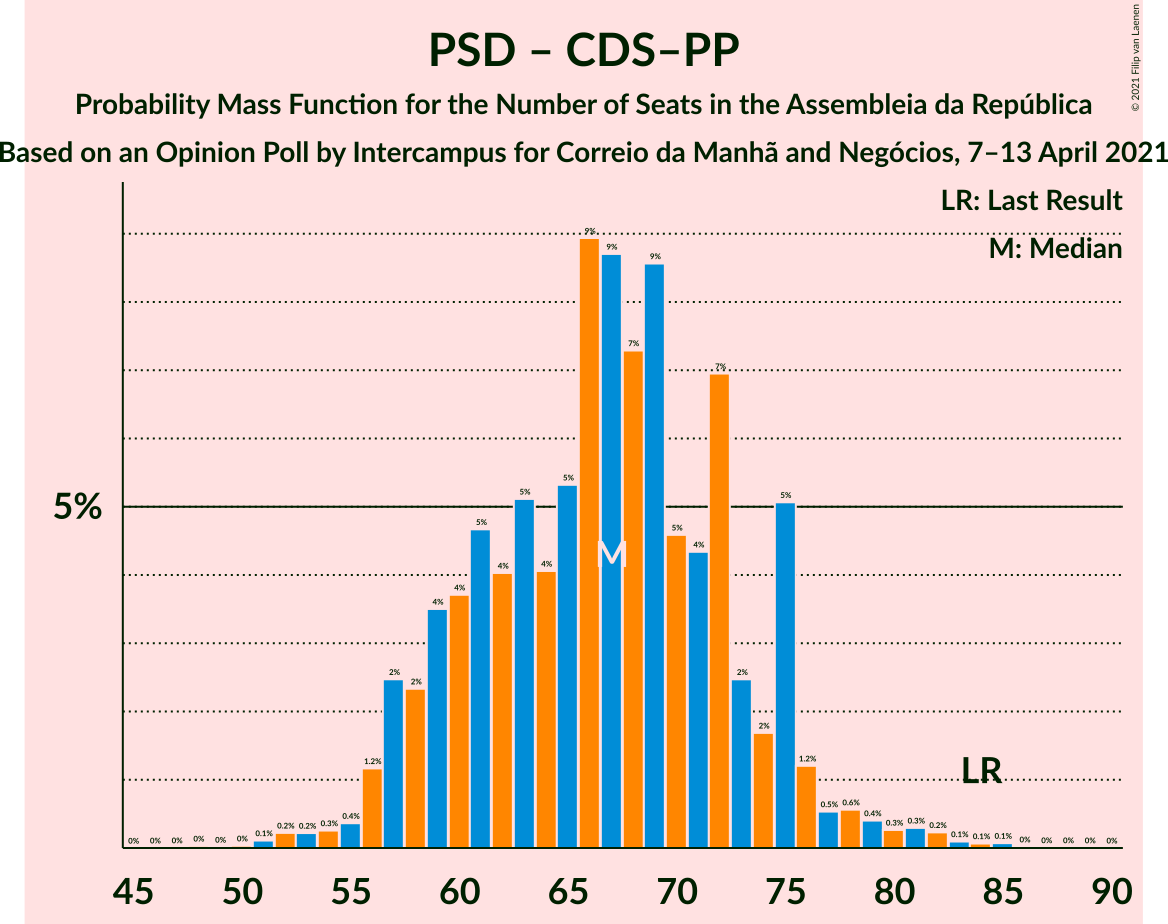 PSD – CDS–PP
© 2021 Filip van Laenen
Probability Mass Function for the Number of Seats in the Assembleia da República
Based on an Opinion Poll by Intercampus for Correio da Manhã and Negócios, 7–13 April 2021
LR: Last Result
M: Median
5%
0% 0% 0% 0% 0% 0% 0.1% 0.2% 0.2% 0.3% 0.4% 1.2% 2% 2% 4% 4% 5% 4% 5% 4% 5% 9% 9% 7% 9% 5% 4% 7% 2% 2% 5% 1.2% 0.5% 0.6% 0.4% 0.3% 0.3% 0.2% 0.1% 0.1% 0.1% 0% 0% 0% 0% 0%
M
LR
45 50 55 60 65 70 75 80 85 90